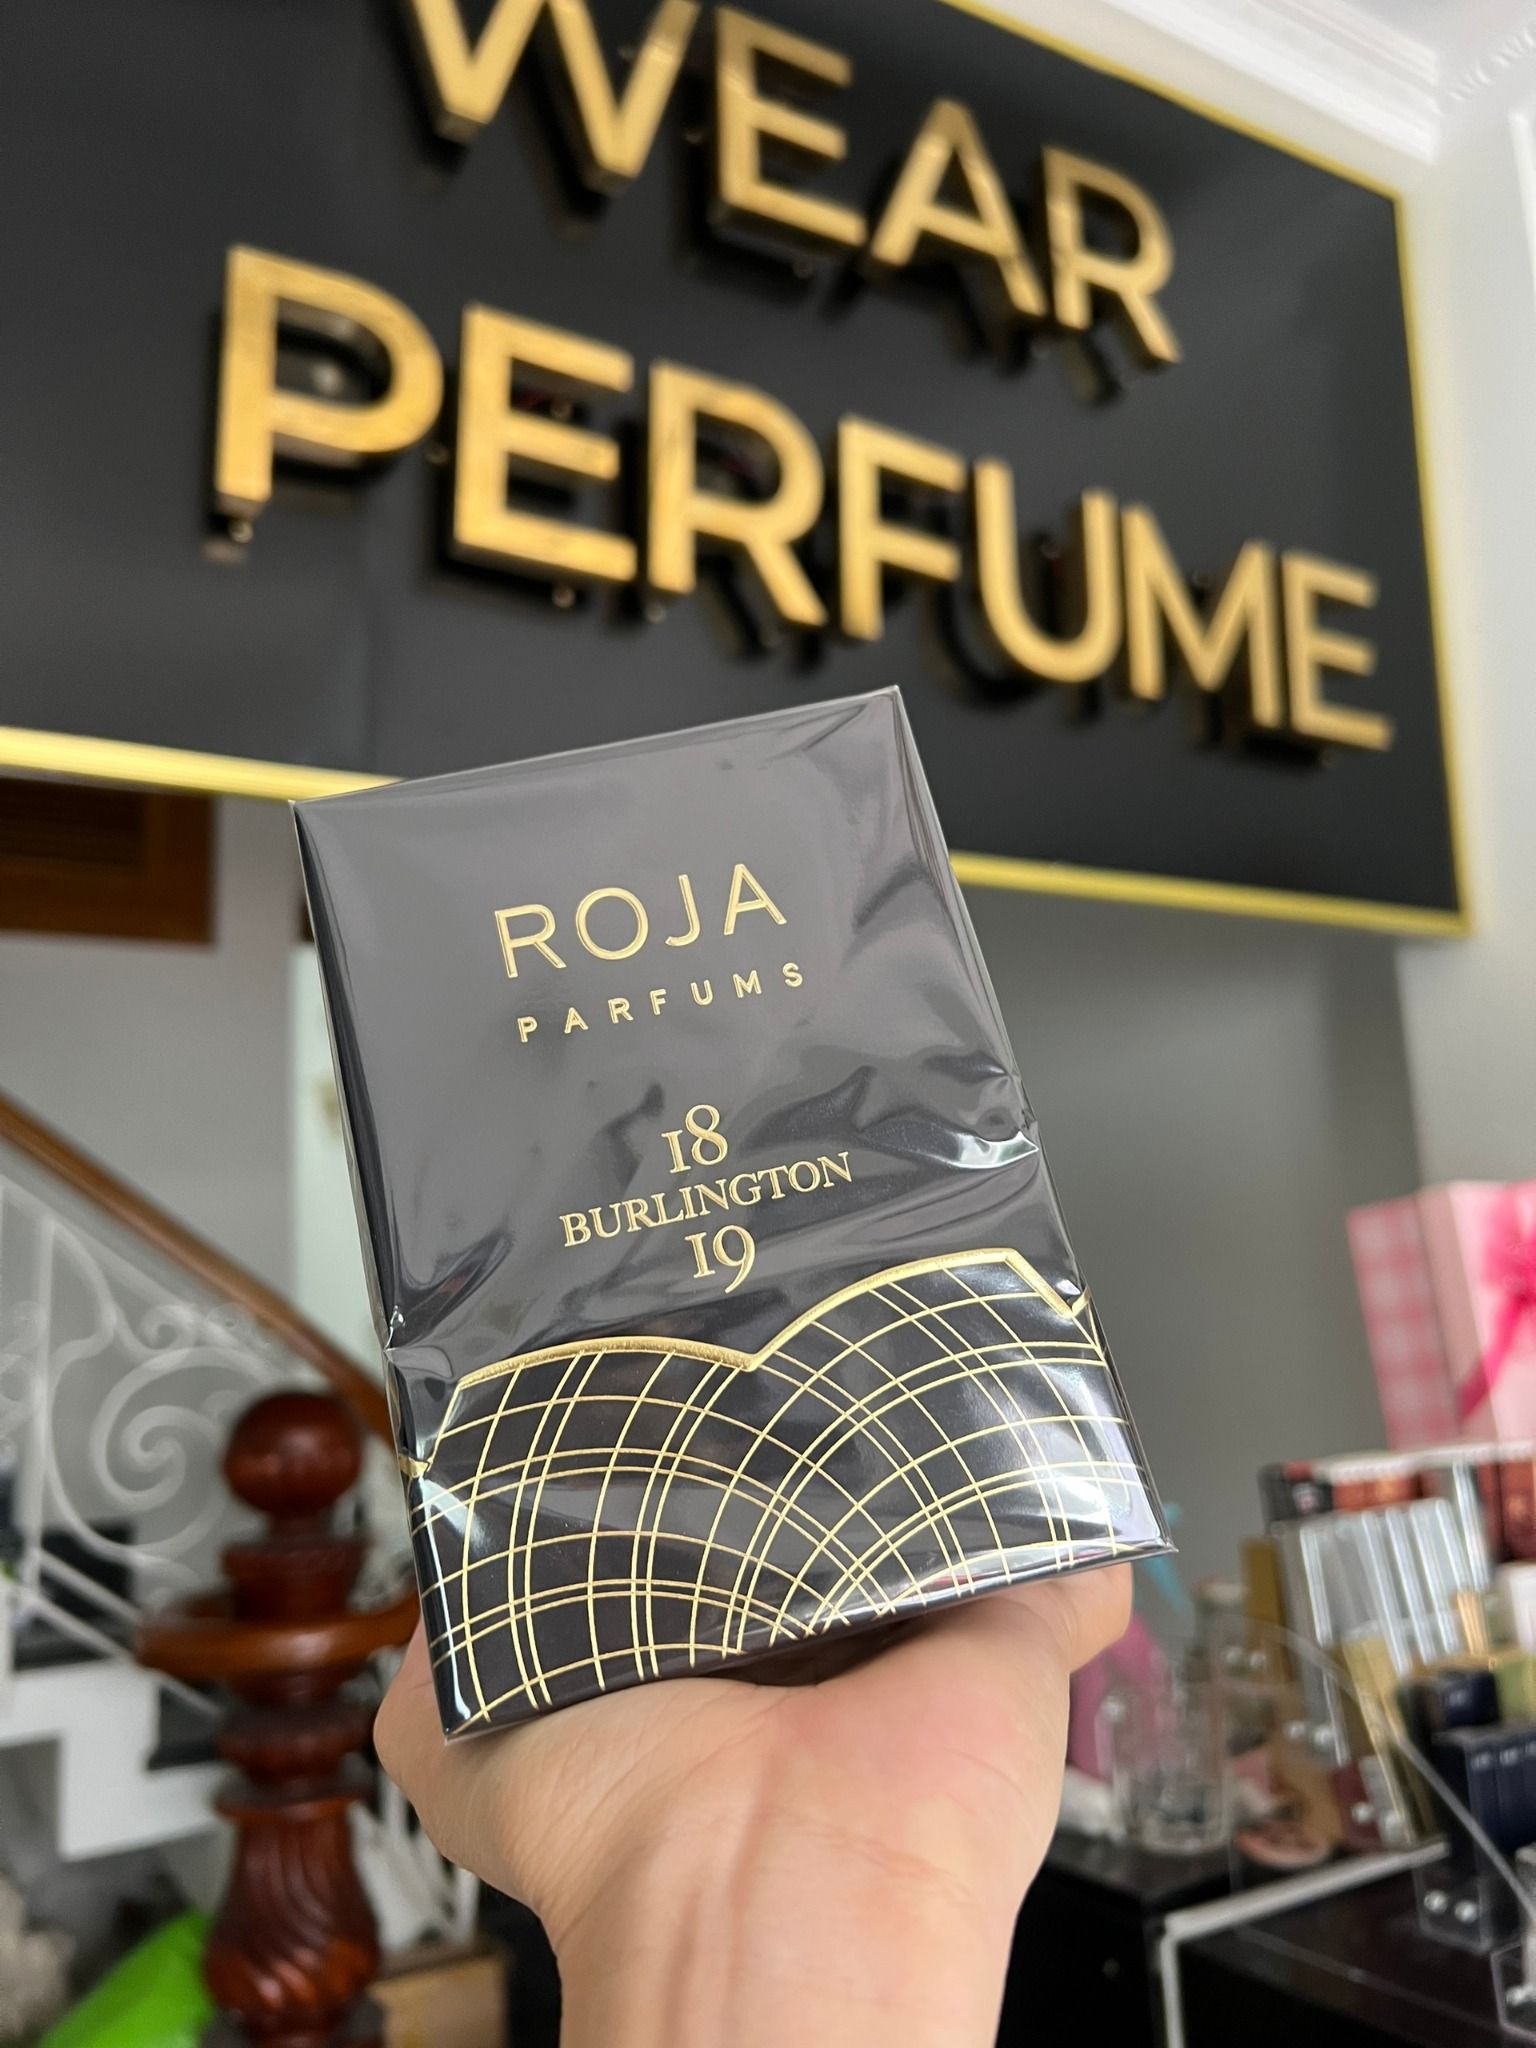 WEAR
PERFUME
ROJA
PARFUMS
18
BURLINGTON
19